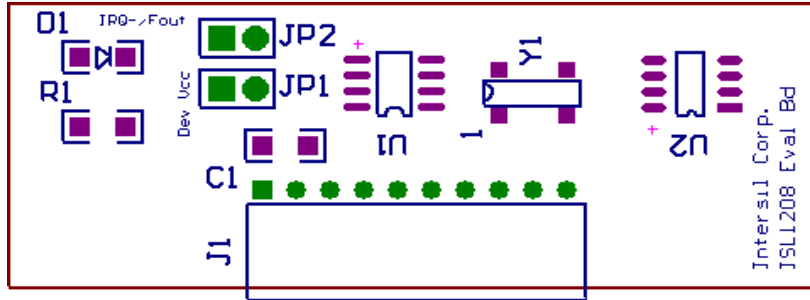 D1
IRQ-/Fout
JP2
JP1
R1
Dev Vcc
U1
Y1
1
U2
C1
J1
Intersil Corp.
ISL1208 Eval Bd